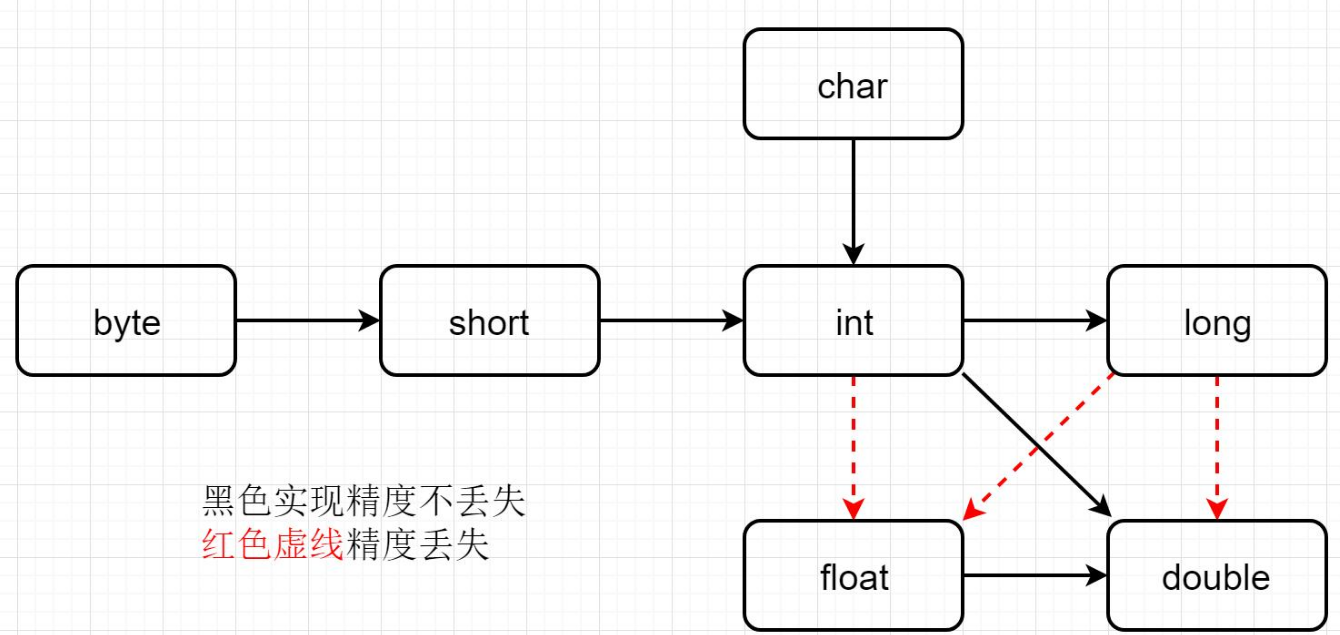 char
byte
short
int
long
黑色实现精度不丢失
红色虚线精度丢失
float
double